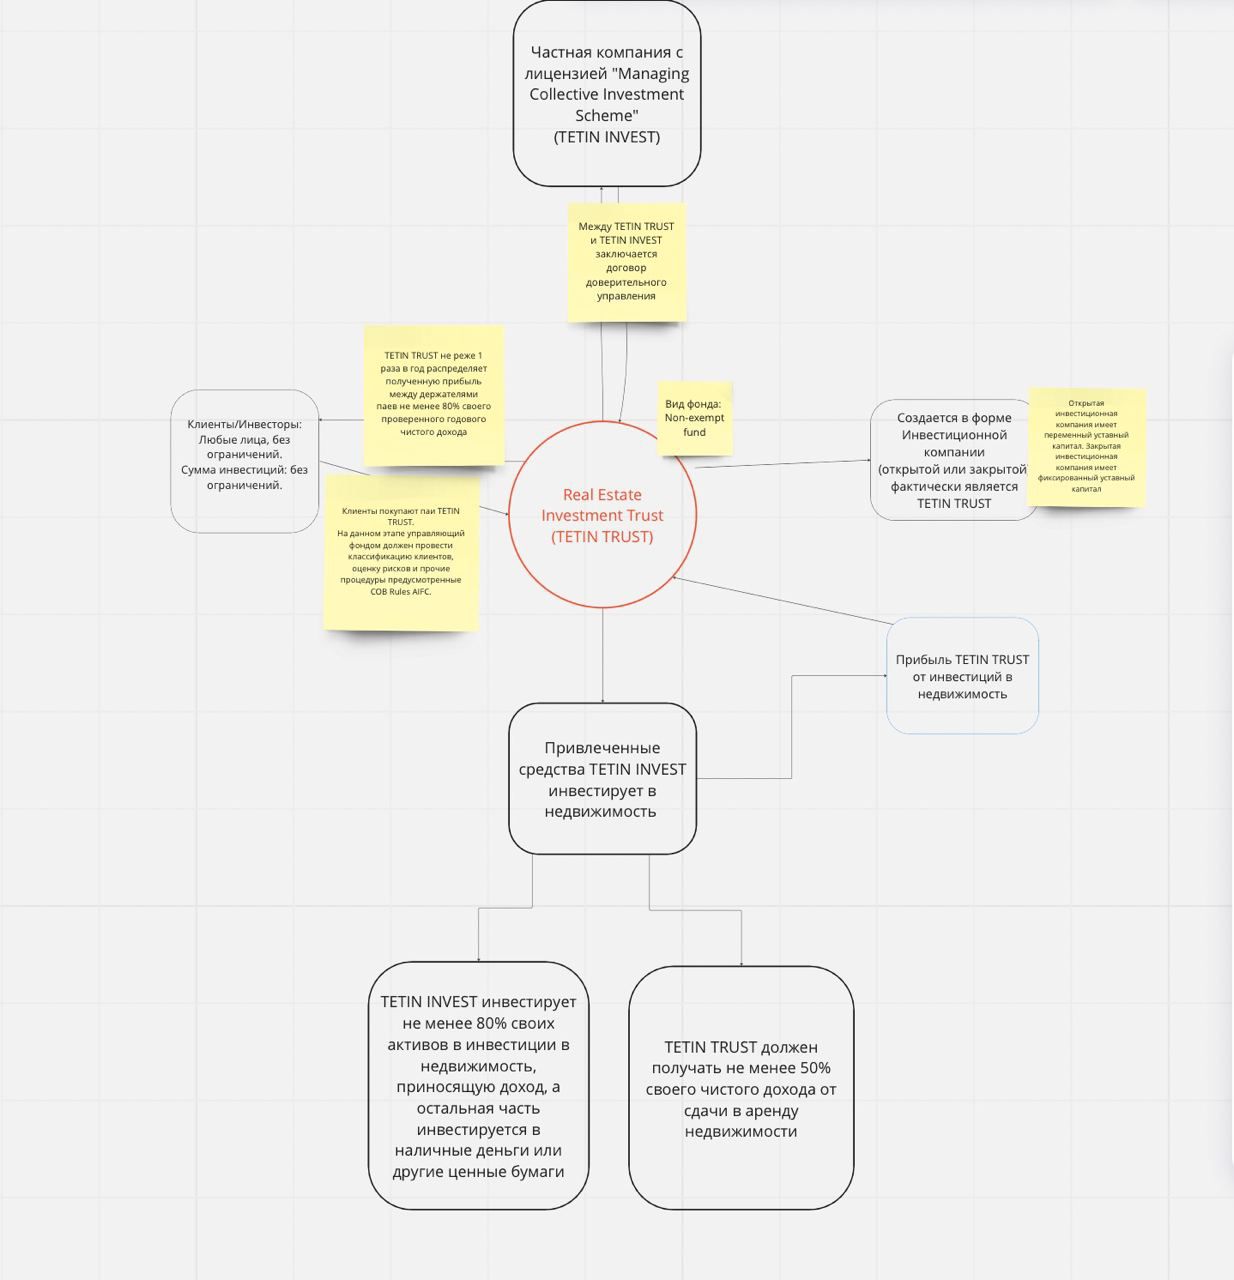 Частная компания с
лицензией "Managing
Collective Investment
Scheme"
(TETIN INVEST)
Между TETIN TRUST
и TETIN INVEST
заключается
договор
доверительного
управления
TETIN TRUST не реже 1
раза в год распределяет
полученную прибыль
между держателями
паев не менее 80% своего
проверенного годового
чистого дохода
Вид фонда:
Non-exempt
fund
Клиенты/Инвесторы:
Любые лица, без
ограничений.
Сумма инвестиций: без
ограничений.
Создается в форме
Инвестиционной
компании
(открытой или закрытой
фактически является
TETIN TRUST
Открытая
инвестиционная
компания имеет
переменный уставный
капитал. Закрытая
инвестиционная
компания имеет
фиксированный уставный
капитал
Real Estate
Investment Trust
(TETIN TRUST)
Клиенты покупают паи TETIN
TRUST.
На данном этапе управляющий
фондом должен провести
классификацию клиентов,
оценку рисков и прочие
процедуры предусмотренные
COB Rules AIFC.
Прибыль TETIN TRUST
от инвестиций в
недвижимость
Привлеченные
средства TETIN INVEST
инвестирует в
недвижимость
TETIN INVEST инвестирует
не менее 80% своих
активов в инвестиции в
недвижимость,
приносящую доход, а
остальная часть
инвестируется в
наличные деньги или
другие ценные бумаги
TETIN TRUST должен
получать не менее 50%
своего чистого дохода от
сдачи в аренду
недвижимости